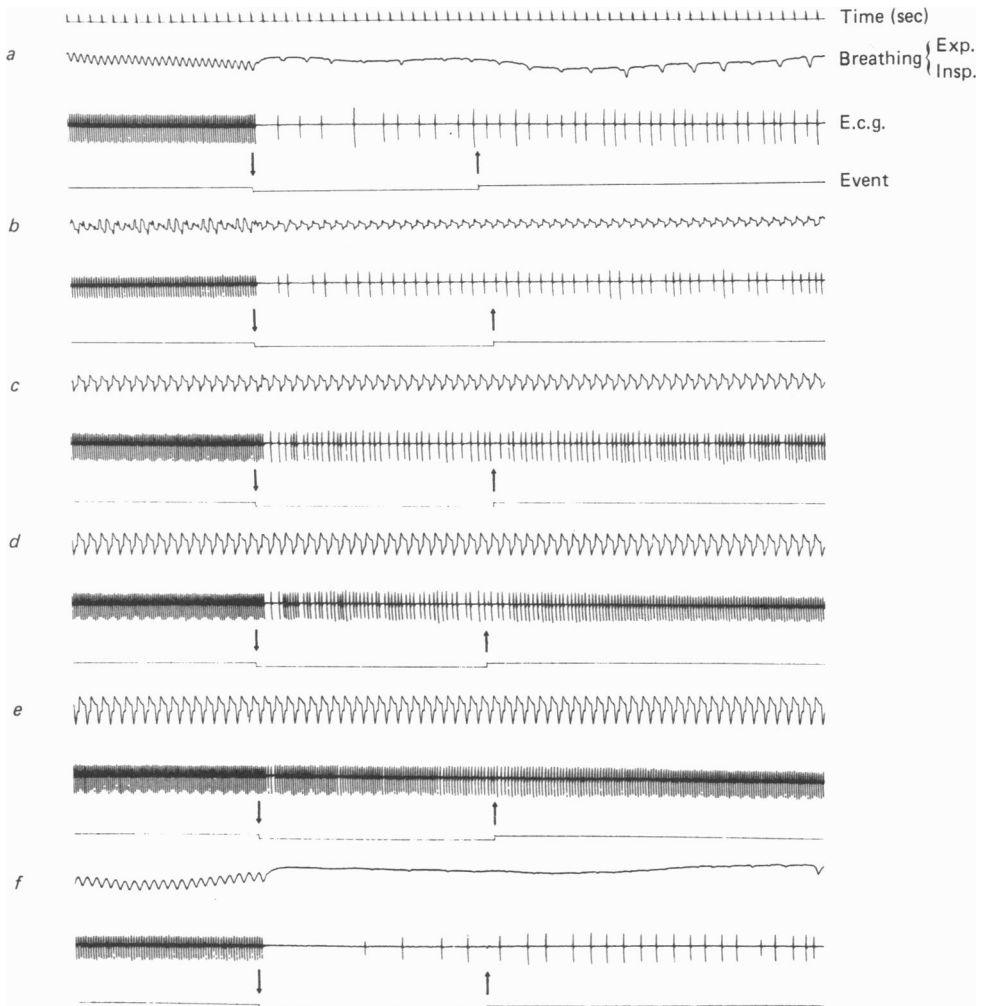 Time (sec)
a
Breathing { Exp.
Insp.
E.c.g.
Event
b
c
d
e
f